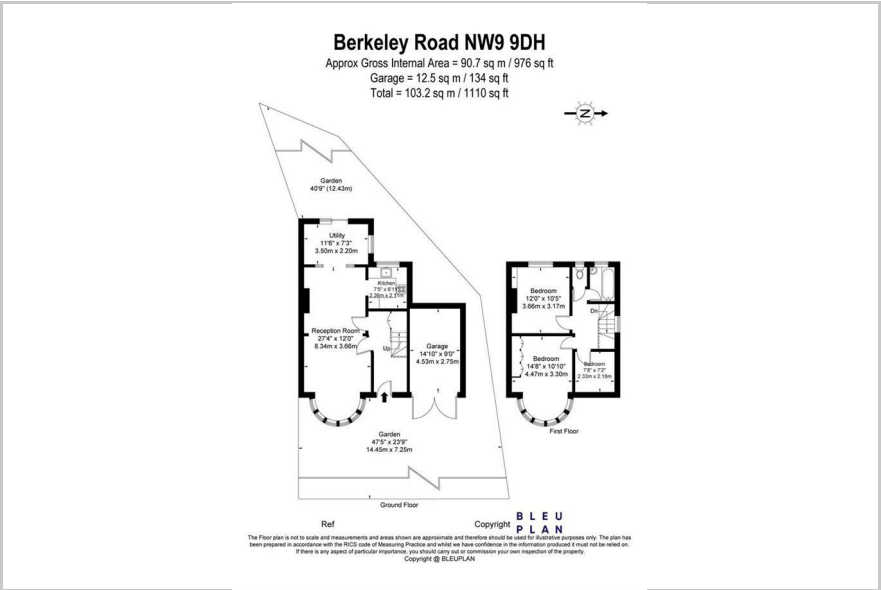 Berkeley Road NW9 9DH
Approx Gross Internal Area = 90.7 sq m / 976 sq ft
Garage = 12.5 sq m / 134 sq ft
Total = 103.2 sq m / 1110 sq ft
N
Garden
40'9" (12.43m)
Utility
11'6" x 7'3"
3.50m x 2.20m
Kitchen
7'5" x 6'11"
2.26m x 2.11m
Reception Room
27'4" x 12'0"
8.34m x 3.66m
Up
Garage
14'10" x 9'0"
4.53m x 2.75m
Garden
47'5" x 23'9"
14.45m x 7.25m
Ground Floor
Bedroom
12'0" x 10'5"
3.66m x 3.17m
Dn
Bedroom
14'8" x 10'10"
4.47m x 3.30m
Bedroom
7'8" x 7'2"
2.33m x 2.18m
First Floor
Ref
Copyright
BLEU
PLAN
The Floor plan is not to scale and measurements and areas shown are approximate and therefore should be used for illustrative purposes only. The plan has
been prepared in accordance with the RICS code of Measuring Practice and whilst we have confidence in the information produced it must not be relied on.
If there is any aspect of particular importance, you should carry out or commission your own inspection of the property.
Copyright @ BLEUPLAN